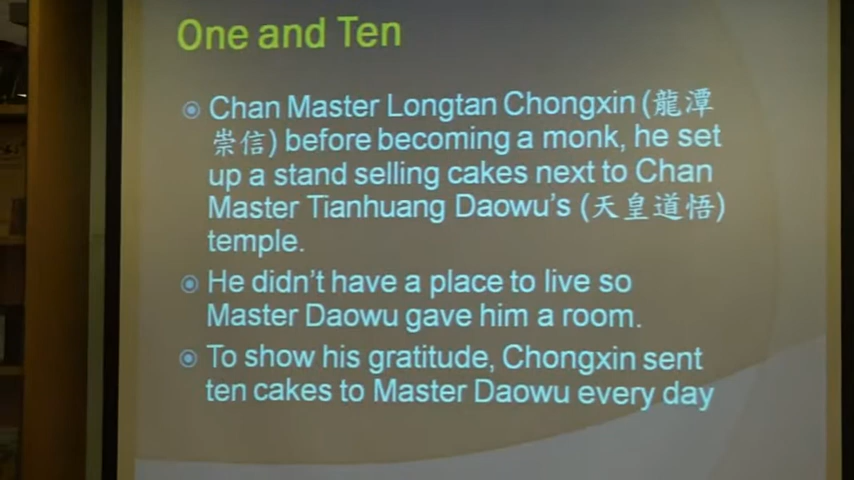 One and Ten
Chan Master Longtan Chongxin (龍潭
崇信) before becoming a monk, he set
up a stand selling cakes next to Chan
Master Tianhuang Daowu's (天皇道悟)
temple.
He didn't have a place to live so
Master Daowu gave him a room.
To show his gratitude, Chongxin sent
ten cakes to Master Daowu every day